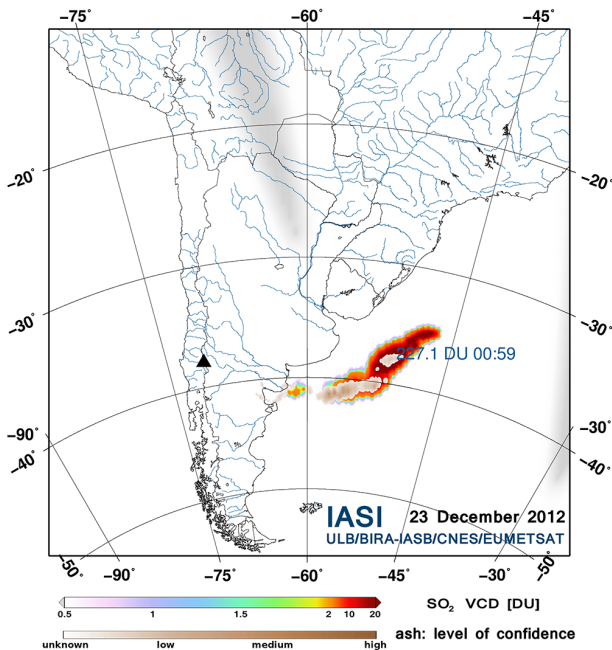 −75° −60° −45°
−20° −20°
−30° −30°
227.1 DU 00:59
−90° −30°
−40° −40°
IASI 23 December 2012
ULB/BIRA-IASB/CNES/EUMETSAT
−50° −90° −75° −60° −45° −50°
0.5 1 1.5 2 10 20 SO₂ VCD [DU]
ash: level of confidence
unknown low medium high